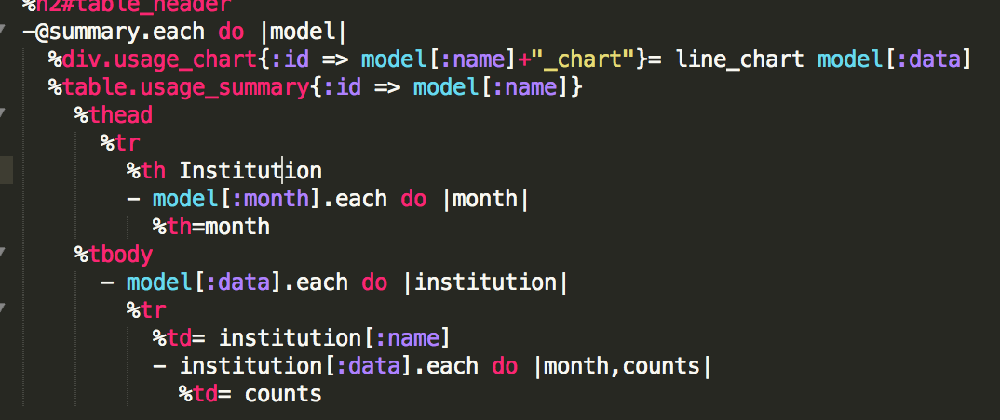 %h2#table_header
-@summary.each do |model|
  %div.usage_chart{:id => model[:name]+"_chart"}= line_chart model[:data]
  %table.usage_summary{:id => model[:name]}
    %thead
      %tr
        %th Institution
        - model[:month].each do |month|
          %th=month
    %tbody
      - model[:data].each do |institution|
        %tr
          %td= institution[:name]
          - institution[:data].each do |month,counts|
            %td= counts